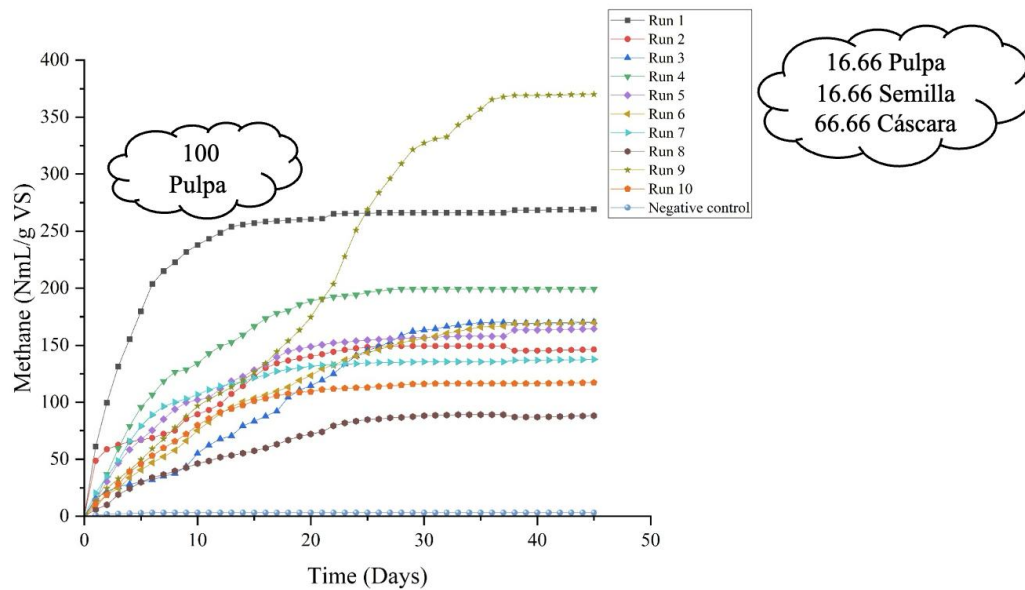 Run 1
Run 2
Run 3
Run 4
Run 5
Run 6
Run 7
Run 8
Run 9
Run 10
Negative control
16.66 Pulpa
16.66 Semilla
66.66 Cáscara
100
Pulpa
Methane (NmL/g VS)
400
350
300
250
200
150
100
50
0
0 10 20 30 40 50
Time (Days)